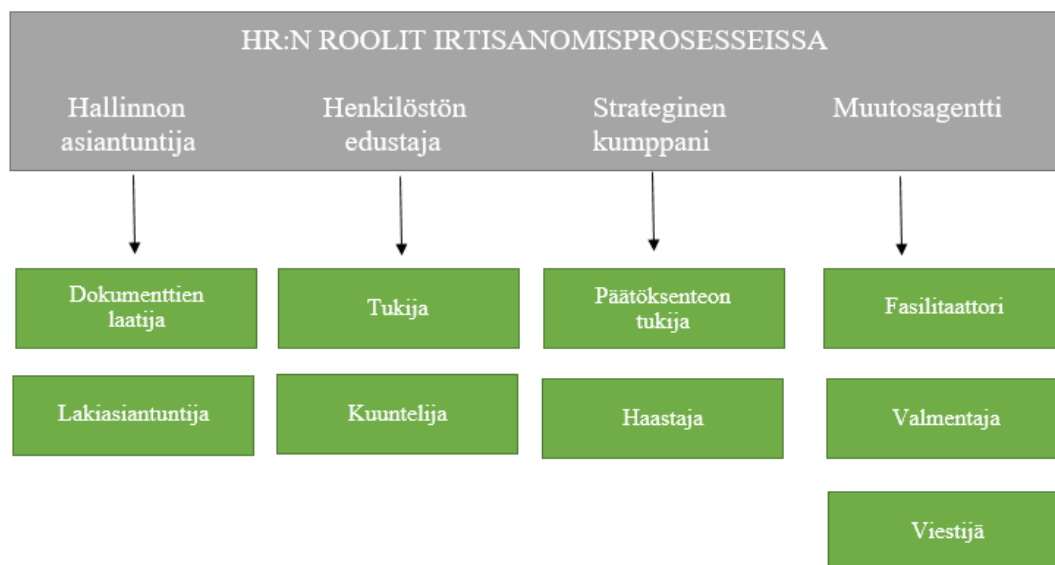 HR:N ROOLIT IRTISANOMISPROSESSEISSA
Hallinnon
asiantuntija
Henkilöstön
edustaja
Strateginen
kumppani
Muutosagentti
Dokumenttien
laatija
Tukija
Päätöksenteon
tukija
Fasilitaattori
Lakiasiantuntija
Kuuntelija
Haastaja
Valmentaja
Viestijä